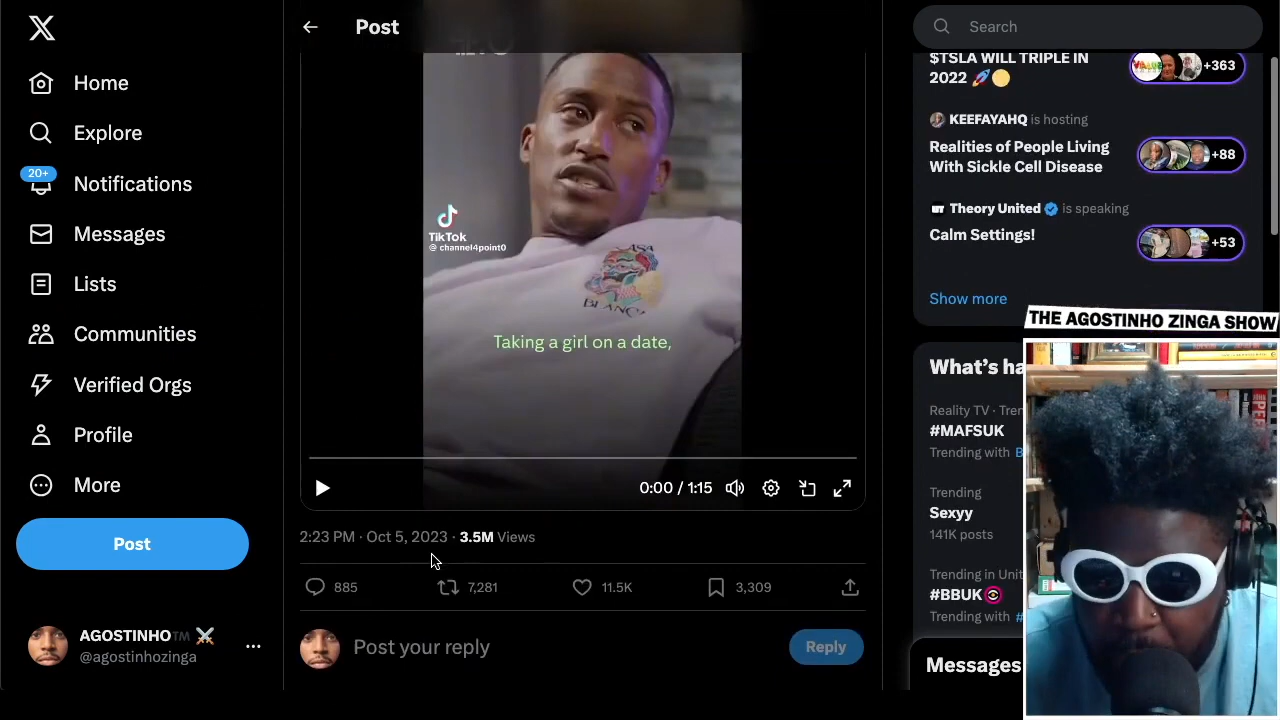 Post
Home
Explore
20+
Notifications
Messages
Lists
Communities
Verified Orgs
Profile
More
Post
AGOSTINHO™ ⚔️
@agostinhozinga
TikTok
@ channel4point0
CASA
BLANCA
Taking a girl on a date,
0:00 / 1:15
2:23 PM · Oct 5, 2023 · 3.5M Views
885
7,281
11.5K
3,309
Post your reply
Reply
Search
$TSLA WILL TRIPLE IN
2022 🚀🌕
+363
KEEFAYAHQ is hosting
Realities of People Living
With Sickle Cell Disease
+88
Theory United is speaking
Calm Settings!
+53
Show more
THE AGOSTINHO ZINGA SHOW
What's ha
Reality TV · Tren
#MAFSUK
Trending with B
Trending
Sexyy
141K posts
Trending in Unit
#BBUK
Trending with #
Messages